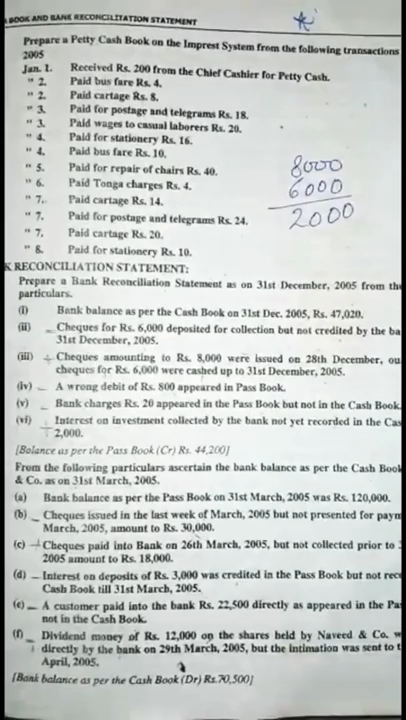 BOOK AND BANK RECONCILIATION STATEMENT
Prepare a Petty Cash Book on the Imprest System from the following transactions
2005
Jan. 1. Received Rs. 200 from the Chief Cashier for Petty Cash.
" 2. Paid bus fare Rs. 4.
" 2. Paid cartage Rs. 8.
" 3. Paid for postage and telegrams Rs. 18.
" 3. Paid wages to casual laborers Rs. 20.
" 4. Paid for stationery Rs. 16.
" 4. Paid bus fare Rs. 10.
" 5. Paid for repair of chairs Rs. 40.
" 6. Paid Tonga charges Rs. 4.
" 7. Paid cartage Rs. 14.
" 7. Paid for postage and telegrams Rs. 24.
" 7. Paid cartage Rs. 20.
" 8. Paid for stationery Rs. 10.
8000
6000
2000
K RECONCILIATION STATEMENT:
Prepare a Bank Reconciliation Statement as on 31st December, 2005 from the
particulars.
(i) Bank balance as per the Cash Book on 31st Dec. 2005, Rs. 47,020.
(ii) Cheques for Rs. 6,000 deposited for collection but not credited by the ba
31st December, 2005.
(iii) + Cheques amounting to Rs. 8,000 were issued on 28th December, ou
cheques for Rs. 6,000 were cashed up to 31st December, 2005.
(iv) – A wrong debit of Rs. 800 appeared in Pass Book.
(v) – Bank charges Rs. 20 appeared in the Pass Book but not in the Cash Book.
(vi) + Interest on investment collected by the bank not yet recorded in the Cas
2,000.
[Balance as per the Pass Book (Cr) Rs. 44,200]
From the following particulars ascertain the bank balance as per the Cash Book
& Co. as on 31st March, 2005.
(a) Bank balance as per the Pass Book on 31st March, 2005 was Rs. 120,000.
(b) – Cheques issued in the last week of March, 2005 but not presented for paym
March, 2005, amount to Rs. 30,000.
(c) + Cheques paid into Bank on 26th March, 2005, but not collected prior to
2005 amount to Rs. 18,000.
(d) – Interest on deposits of Rs. 3,000 was credited in the Pass Book but not rec
Cash Book till 31st March, 2005.
(e) – A customer paid into the bank Rs. 22,500 directly as appeared in the Pa
not in the Cash Book.
(f) – Dividend money of Rs. 12,000 on the shares held by Naveed & Co. w
directly by the bank on 29th March, 2005, but the intimation was sent to t
April, 2005.
[Bank balance as per the Cash Book (Dr) Rs.70,500]